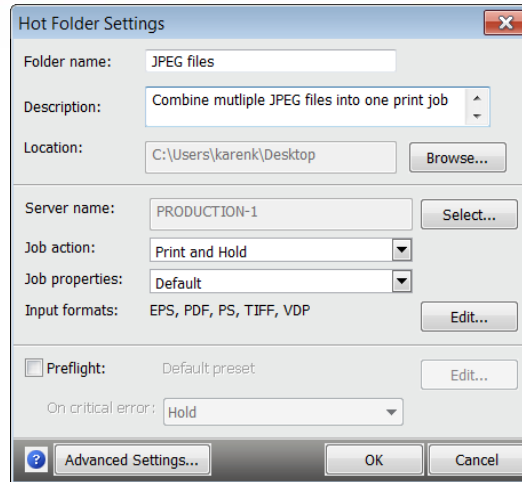 Hot Folder Settings
Folder name: JPEG files
Description: Combine mutliple JPEG files into one print job
Location: C:\Users\karenk\Desktop Browse...
Server name: PRODUCTION-1 Select...
Job action: Print and Hold
Job properties: Default
Input formats: EPS, PDF, PS, TIFF, VDP Edit...
Preflight: Default preset Edit...
On critical error: Hold
? Advanced Settings... OK Cancel